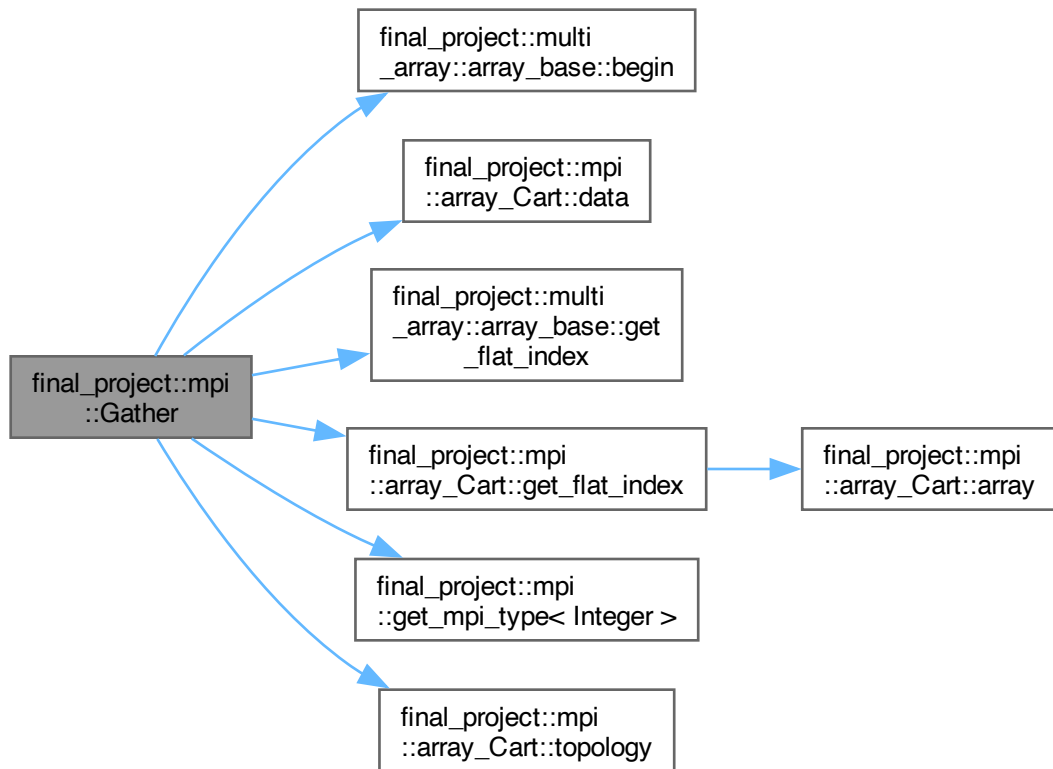 final_project::multi
_array::array_base::begin
final_project::mpi
::array_Cart::data
final_project::multi
_array::array_base::get
_flat_index
final_project::mpi
::Gather
final_project::mpi
::array_Cart::get_flat_index
final_project::mpi
::array_Cart::array
final_project::mpi
::get_mpi_type< Integer >
final_project::mpi
::array_Cart::topology